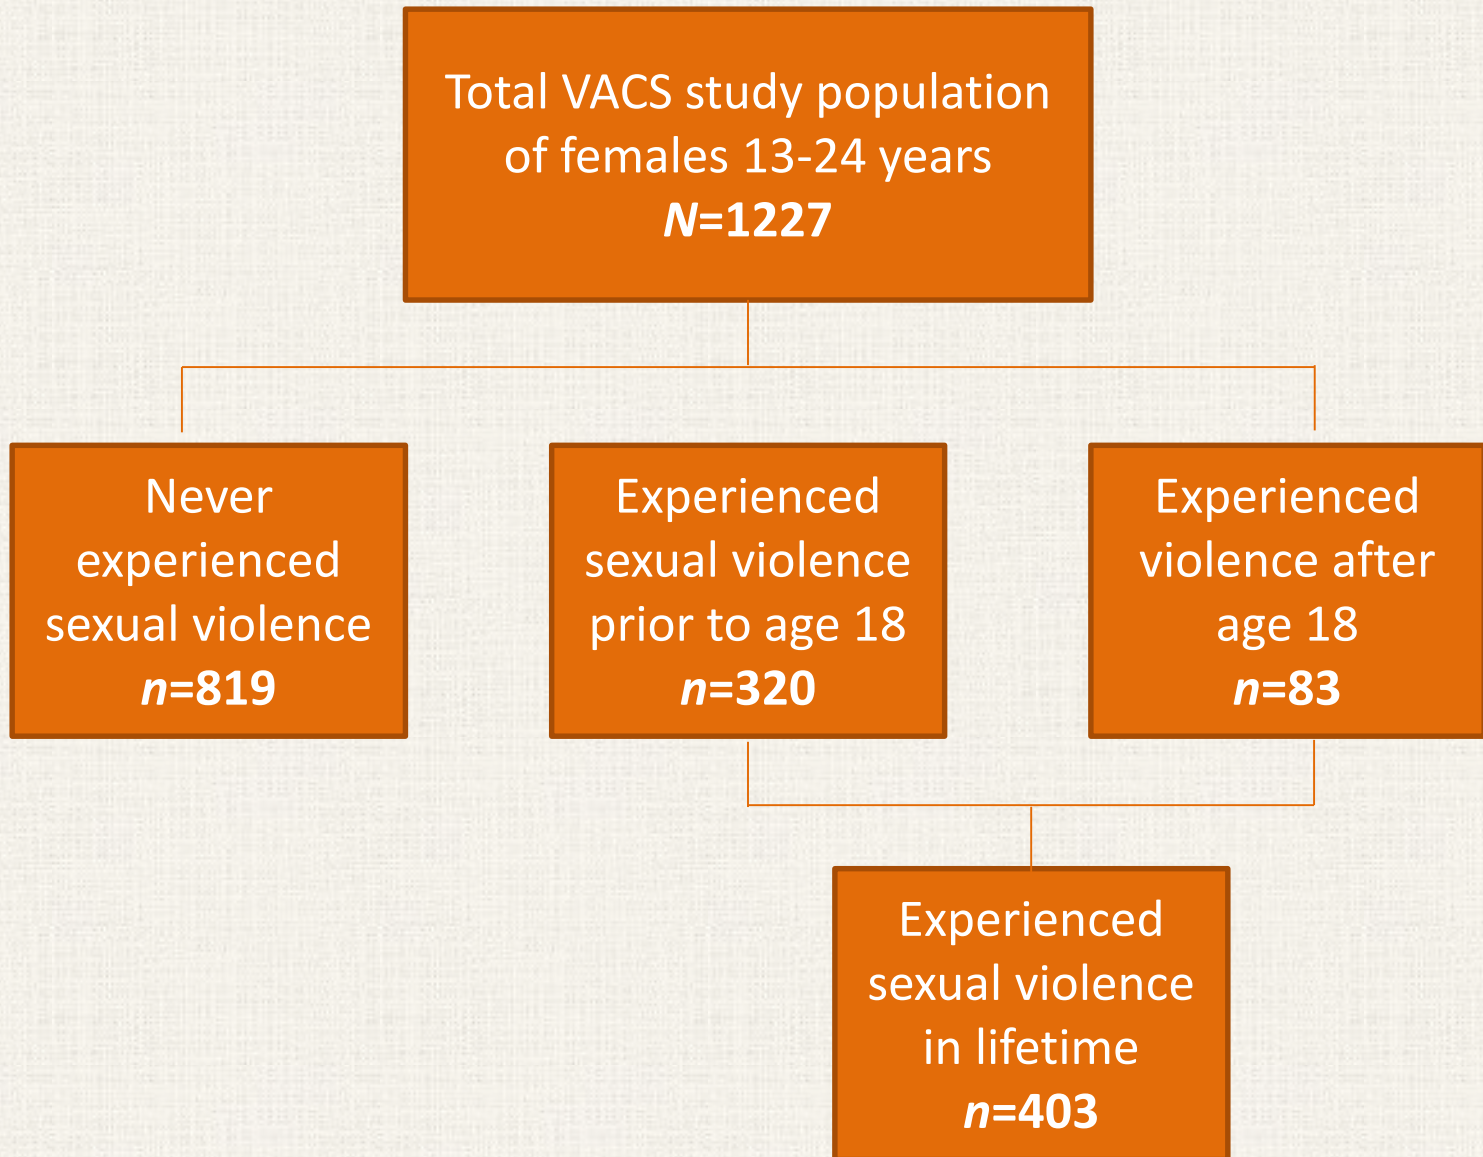 Total VACS study population
of females 13-24 years
N=1227
Never
experienced
sexual violence
n=819
Experienced
sexual violence
prior to age 18
n=320
Experienced
violence after
age 18
n=83
Experienced
sexual violence
in lifetime
n=403